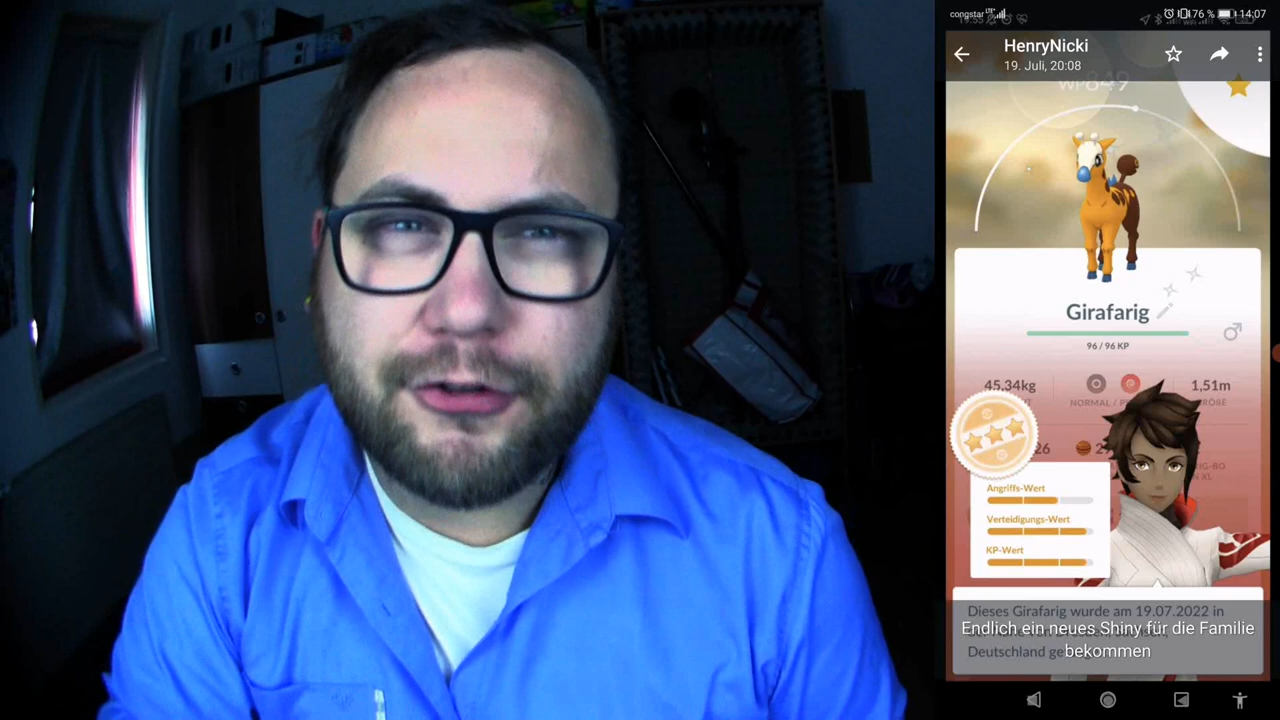 congstar
76 %
14:07
HenryNicki
19. Juli, 20:08
WP849
Girafarig
96 / 96 KP
45,34kg
1,51m
NORMAL
26
Angriffs-Wert
Verteidigungs-Wert
KP-Wert
Dieses Girafarig wurde am 19.07.2022 in
Endlich ein neues Shiny für die Familie
bekommen
Deutschland